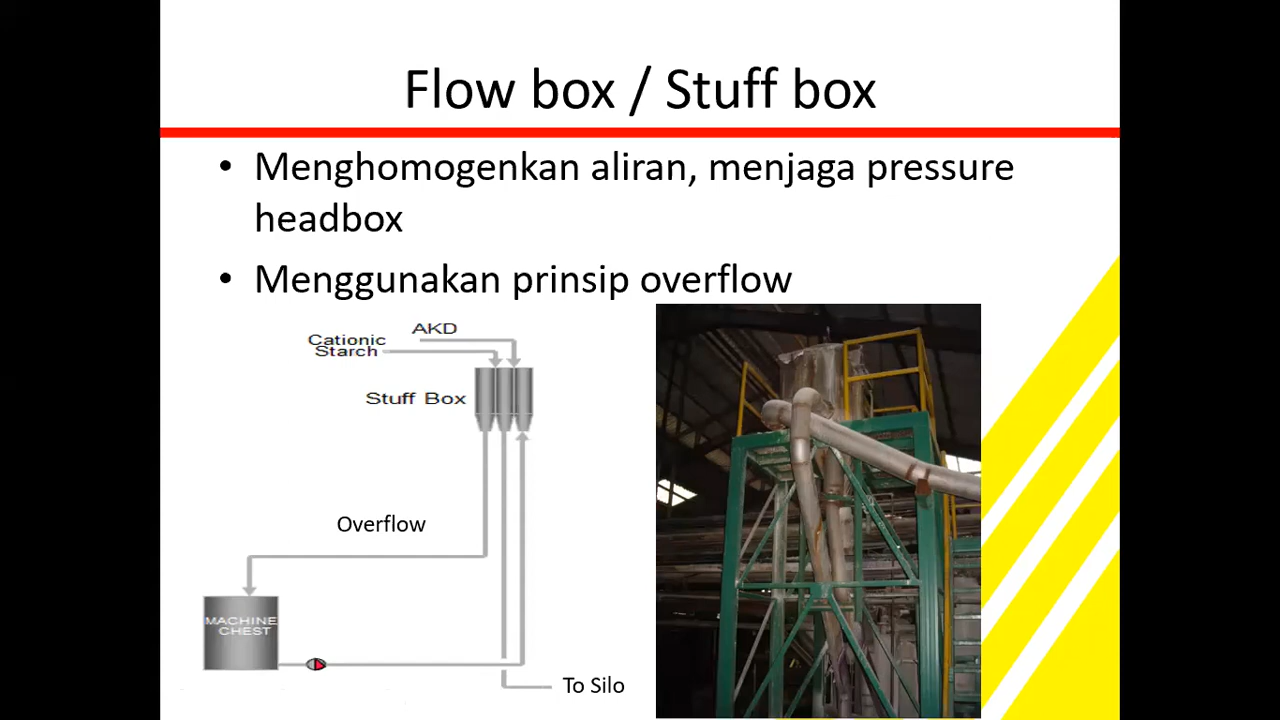 Flow box / Stuff box
• Menghomogenkan aliran, menjaga pressure
headbox
• Menggunakan prinsip overflow
AKD
Cationic
Starch
Stuff Box
Overflow
MACHINE
CHEST
To Silo